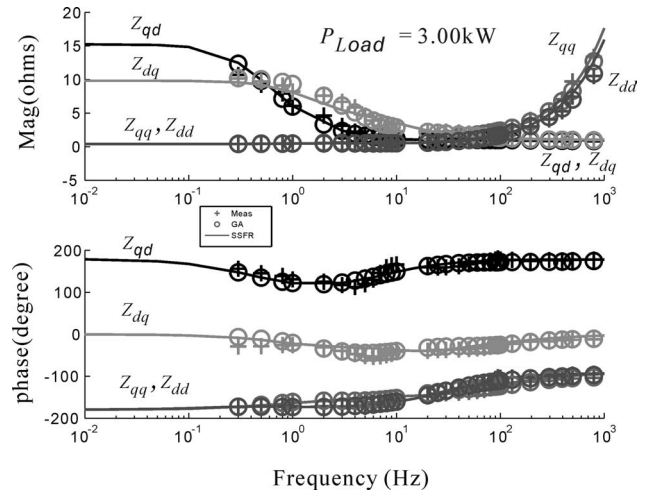 Z_qd
P_Load = 3.00kW
Z_dq
Z_qq
Z_dd
Z_qq , Z_dd
Z_qd , Z_dq
Mag(ohms)
20
15
10
5
0
-5
10^-2
10^-1
10^0
10^1
10^2
10^3
Meas
GA
SSFR
Z_qd
Z_dq
Z_qq , Z_dd
phase(degree)
200
100
0
-100
-200
10^-2
10^-1
10^0
10^1
10^2
10^3
Frequency (Hz)